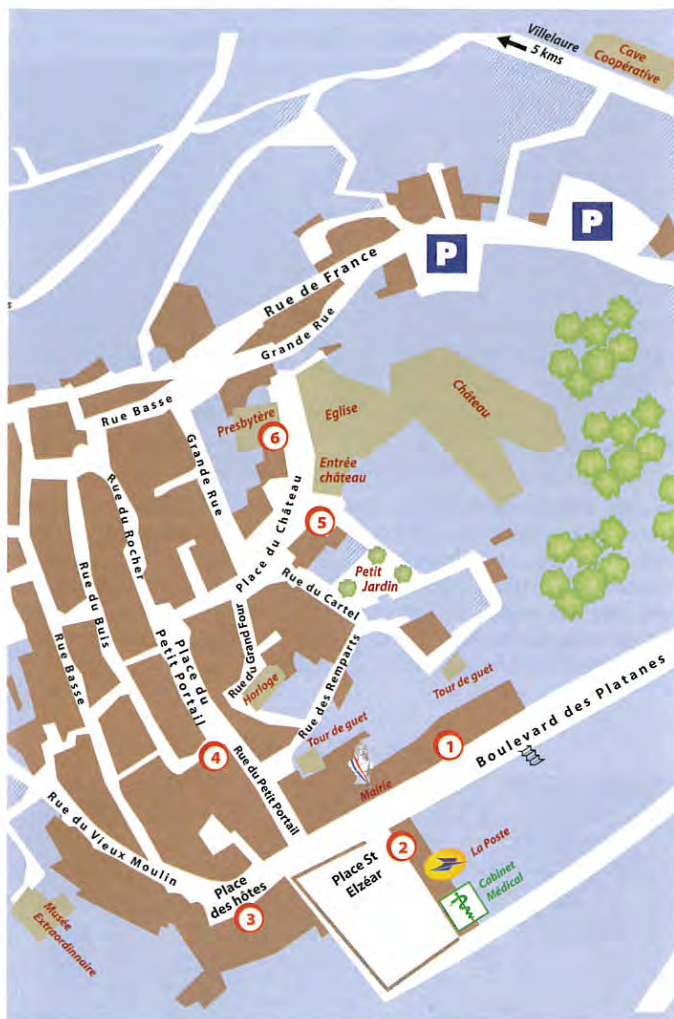 Villelaure
5 kms
Cave
Coopérative
P
P
Rue de France
Grande Rue
Rue Basse
Presbytère
6
Eglise
Château
Entrée
château
5
Grande Rue
Rue du Rocher
Place du Château
Petit
Jardin
Rue du Cartel
Rue du Buis
Rue Basse
Place du
Petit Portail
Rue du Grand Four
Horloge
Rue des Remparts
Tour de guet
Tour de guet
1
Boulevard des Platanes
4
Rue du Petit Portail
Mairie
Rue du Vieux Moulin
2
La Poste
Place St
Elzéar
Cabinet
Médical
Place
des hôtes
3
Musée
Extraordinnaire